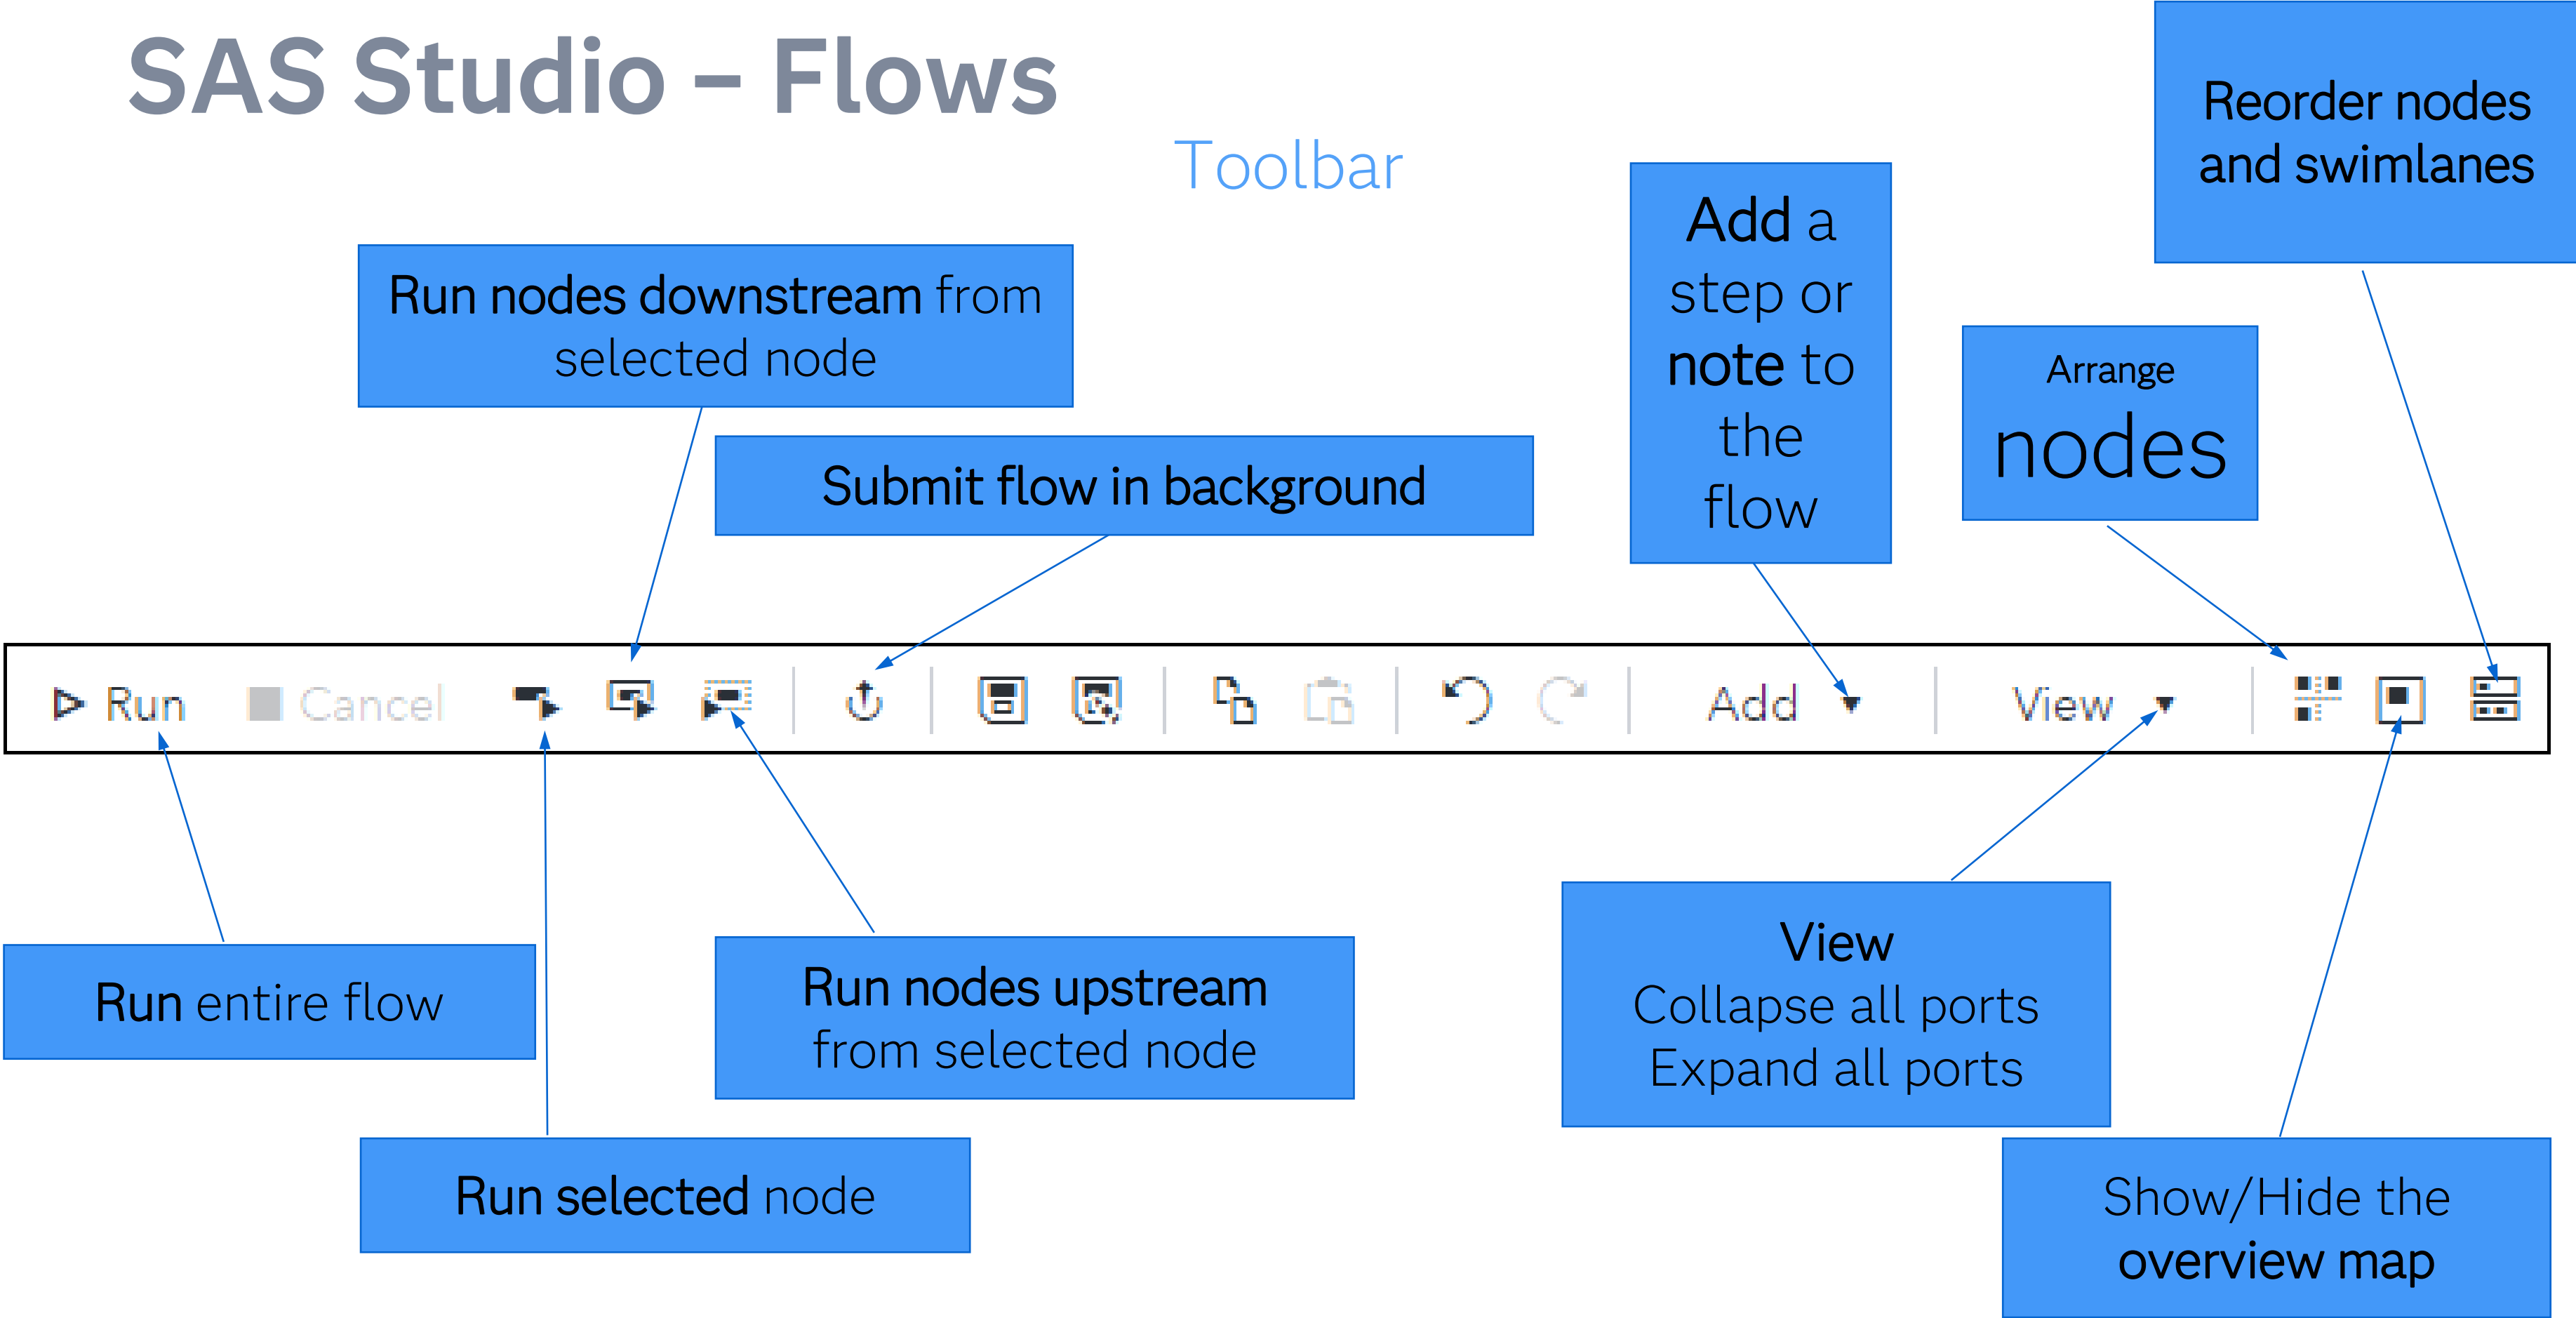 SAS Studio – Flows
Toolbar
Reorder nodes
and swimlanes
Add a
step or
note to
the
flow
Run nodes downstream from
selected node
Arrange
nodes
Submit flow in background
Run
Cancel
Add
View
Run entire flow
Run nodes upstream
from selected node
View
Collapse all ports
Expand all ports
Run selected node
Show/Hide the
overview map